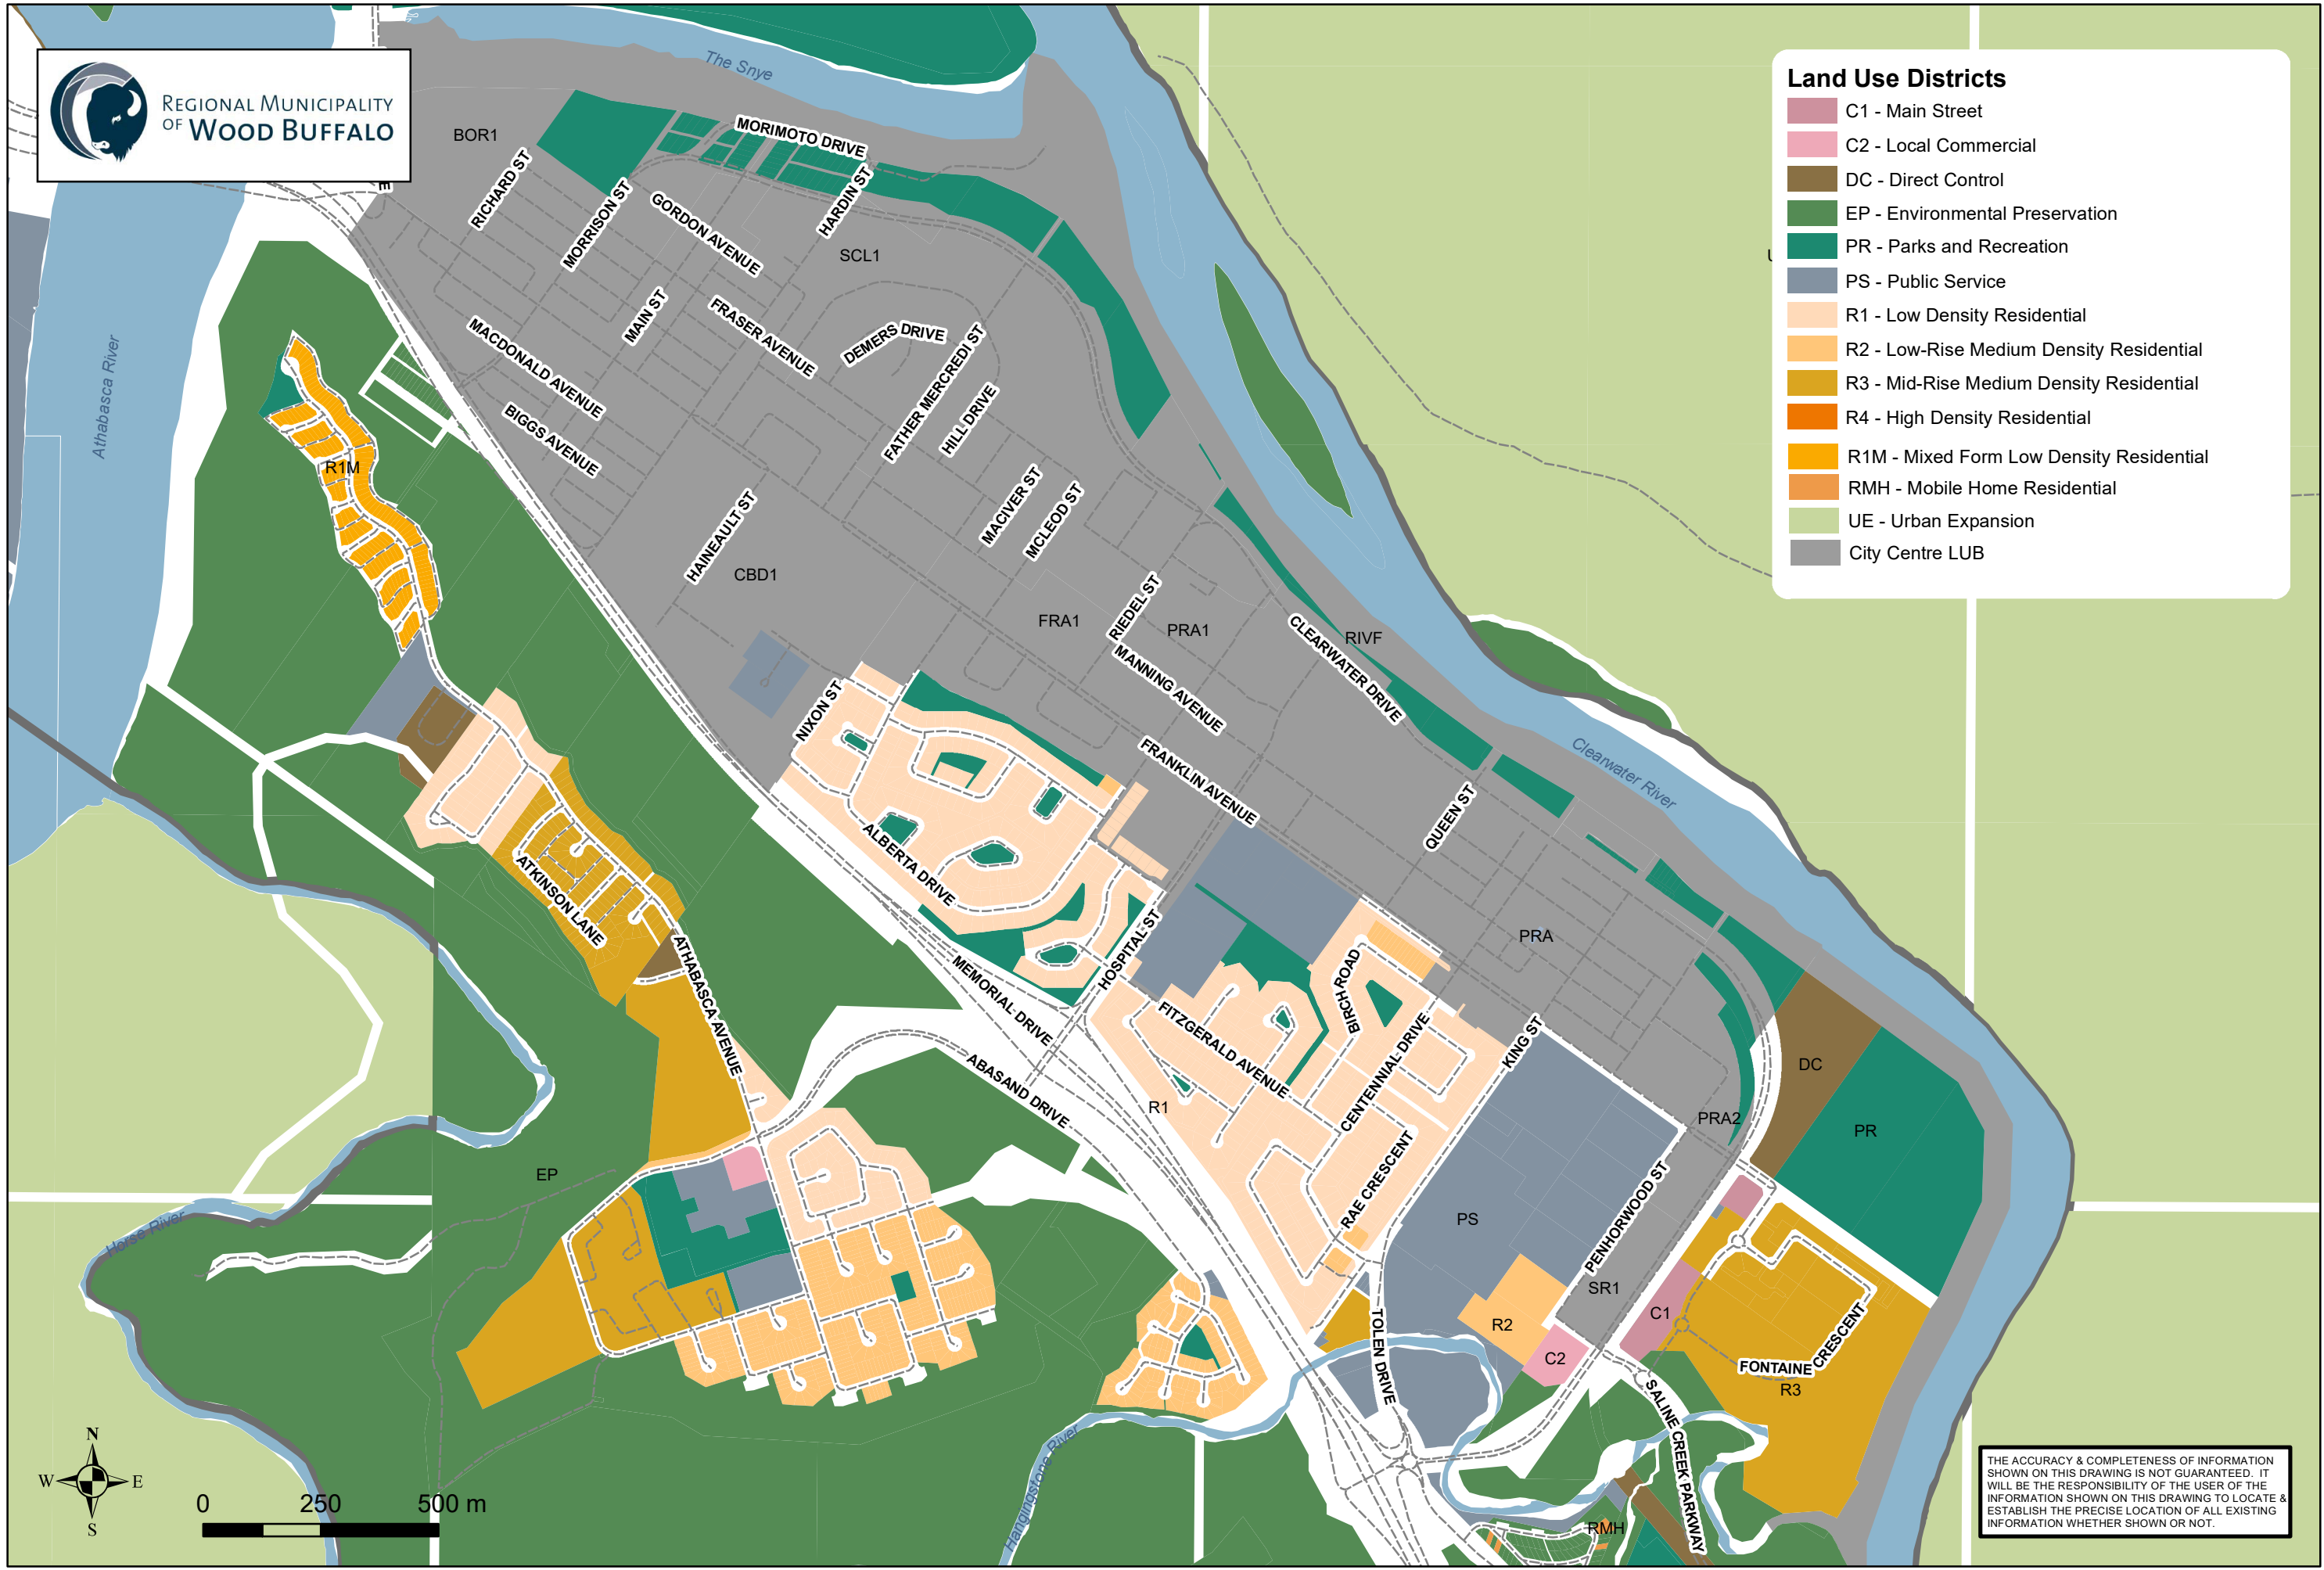 REGIONAL MUNICIPALITY
OF WOOD BUFFALO
The Snye
Land Use Districts
C1 - Main Street
C2 - Local Commercial
DC - Direct Control
EP - Environmental Preservation
PR - Parks and Recreation
PS - Public Service
R1 - Low Density Residential
R2 - Low-Rise Medium Density Residential
R3 - Mid-Rise Medium Density Residential
R4 - High Density Residential
R1M - Mixed Form Low Density Residential
RMH - Mobile Home Residential
UE - Urban Expansion
City Centre LUB
BOR1
MORIMOTO DRIVE
RICHARD ST
MORRISON ST
GORDON AVENUE
HARDIN ST
SCL1
MAIN ST
FRASER AVENUE
DEMERS DRIVE
MACDONALD AVENUE
BIGGS AVENUE
FATHER MERCREDI ST
HILL DRIVE
Athabasca River
R1M
MACIVER ST
MCLEOD ST
HAINEAULT ST
CBD1
FRA1
RIEDEL ST
PRA1
MANNING AVENUE
CLEARWATER DRIVE
RIVF
NIXON ST
FRANKLIN AVENUE
Clearwater River
QUEEN ST
ALBERTA DRIVE
ATKINSON LANE
ATHABASCA AVENUE
MEMORIAL DRIVE
HOSPITAL ST
BIRCH ROAD
PRA
FITZGERALD AVENUE
CENTENNIAL DRIVE
KING ST
ABASAND DRIVE
R1
DC
PRA2
PR
EP
RAE CRESCENT
PS
PENHORWOOD ST
Horse River
SR1
C1
R2
C2
TOLEN DRIVE
FONTAINE CRESCENT
R3
SALINE CREEK PARKWAY
Hangingstone River
RMH
N
W
E
S
0
250
500 m
THE ACCURACY & COMPLETENESS OF INFORMATION
SHOWN ON THIS DRAWING IS NOT GUARANTEED. IT
WILL BE THE RESPONSIBILITY OF THE USER OF THE
INFORMATION SHOWN ON THIS DRAWING TO LOCATE &
ESTABLISH THE PRECISE LOCATION OF ALL EXISTING
INFORMATION WHETHER SHOWN OR NOT.